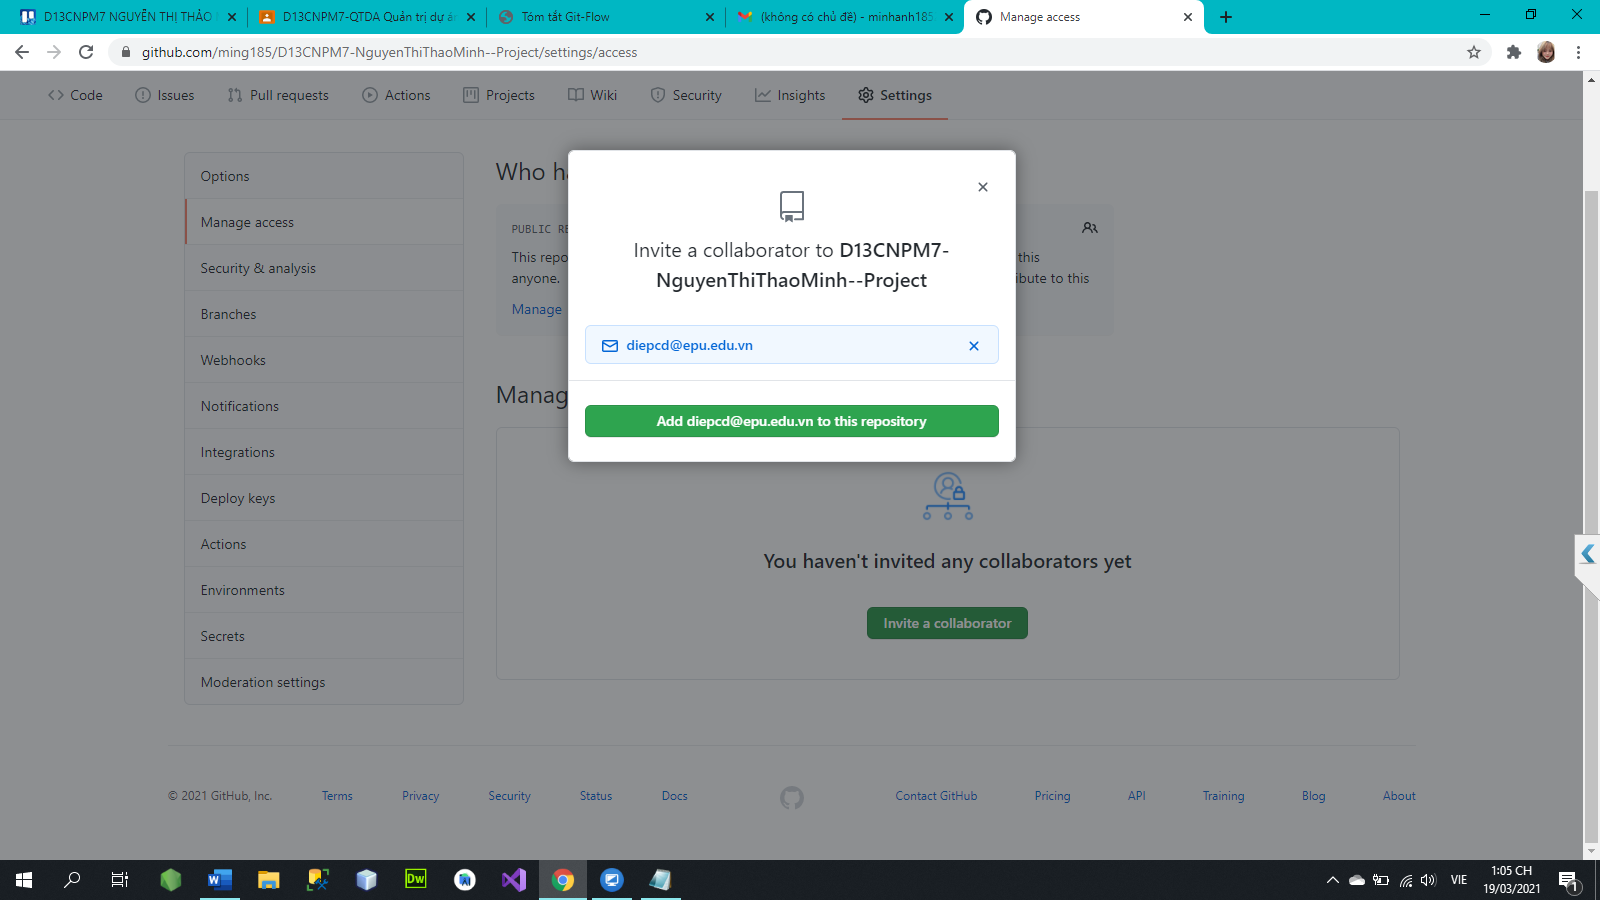 D13CNPM7 NGUYỄN THỊ THẢO
D13CNPM7-QTDA Quản trị dự á
Tóm tắt Git-Flow
(không có chủ đề) - minhanh185
Manage access
github.com/ming185/D13CNPM7-NguyenThiThaoMinh--Project/settings/access
Code
Issues
Pull requests
Actions
Projects
Wiki
Security
Insights
Settings
Options
Manage access
Security & analysis
Branches
Webhooks
Notifications
Integrations
Deploy keys
Actions
Environments
Secrets
Moderation settings
Who ha
PUBLIC RE
This repo
anyone.
Manage
this
ibute to this
Invite a collaborator to D13CNPM7-
NguyenThiThaoMinh--Project
diepcd@epu.edu.vn
Add diepcd@epu.edu.vn to this repository
Manag
You haven't invited any collaborators yet
Invite a collaborator
© 2021 GitHub, Inc.
Terms
Privacy
Security
Status
Docs
Contact GitHub
Pricing
API
Training
Blog
About
Dw
VIE
1:05 CH
19/03/2021
1